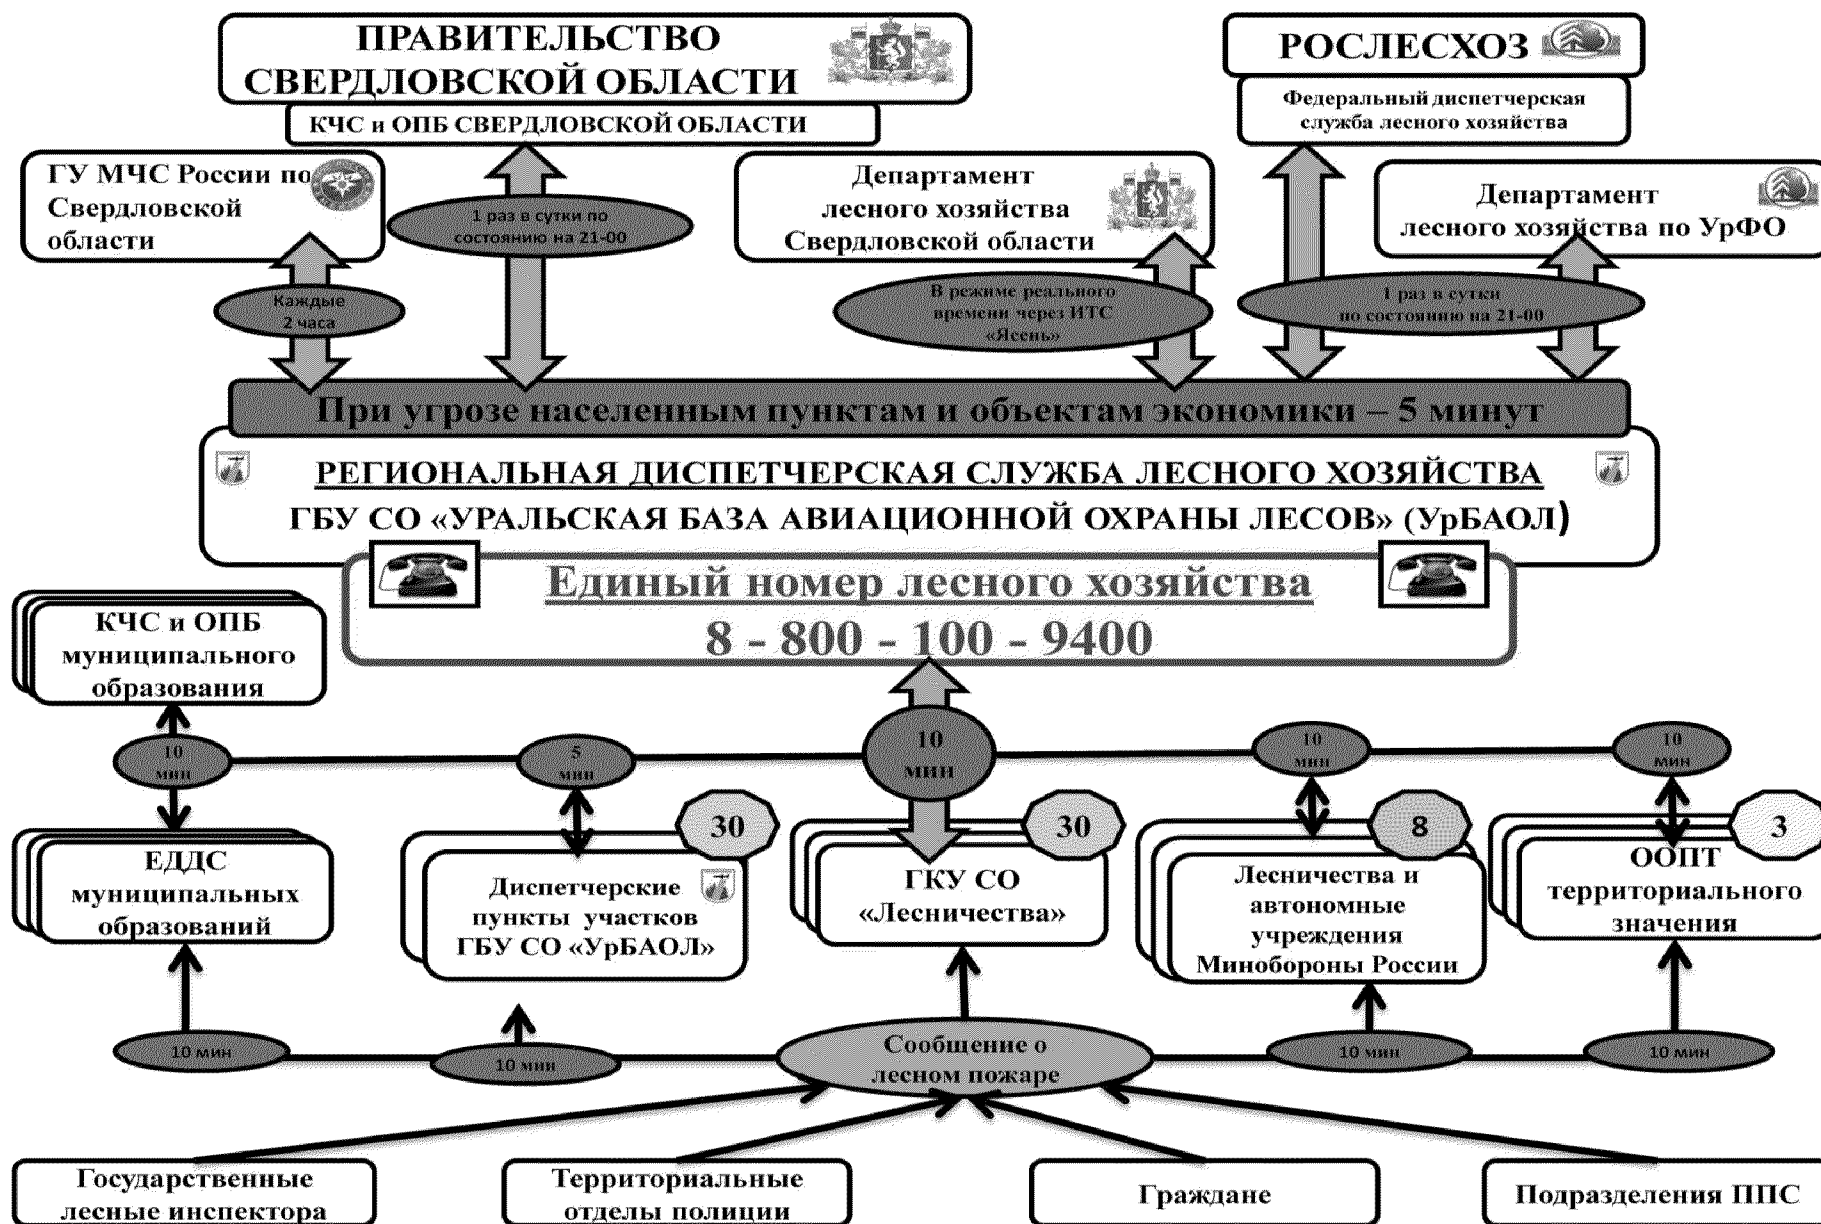 ПРАВИТЕЛЬСТВО
СВЕРДЛОВСКОЙ ОБЛАСТИ
КЧС и ОПБ СВЕРДЛОВСКОЙ ОБЛАСТИ
РОСЛЕСХОЗ
Федеральный диспетчерская
служба лесного хозяйства
ГУ МЧС России по
Свердловской
области
1 раз в сутки по
состоянию на 21-00
Департамент
лесного хозяйства
Свердловской области
Департамент
лесного хозяйства по УрФО
Каждые
2 часа
В режиме реального
времени через ИТС
«Ясень»
1 раз в сутки
по состоянию на 21-00
При угрозе населенным пунктам и объектам экономики – 5 минут
РЕГИОНАЛЬНАЯ ДИСПЕТЧЕРСКАЯ СЛУЖБА ЛЕСНОГО ХОЗЯЙСТВА
ГБУ СО «УРАЛЬСКАЯ БАЗА АВИАЦИОННОЙ ОХРАНЫ ЛЕСОВ» (УрБАОЛ)
Единый номер лесного хозяйства
8 - 800 - 100 - 9400
КЧС и ОПБ
муниципального
образования
10
мин
5
мин
10
мин
10
мин
10
мин
ЕДДС
муниципальных
образований
30
Диспетчерские
пункты участков
ГБУ СО «УрБАОЛ»
30
ГКУ СО
«Лесничества»
8
Лесничества и
автономные
учреждения
Минобороны России
3
ООПТ
территориального
значения
10 мин
10 мин
Сообщение о
лесном пожаре
10 мин
10 мин
Государственные
лесные инспектора
Территориальные
отделы полиции
Граждане
Подразделения ППС